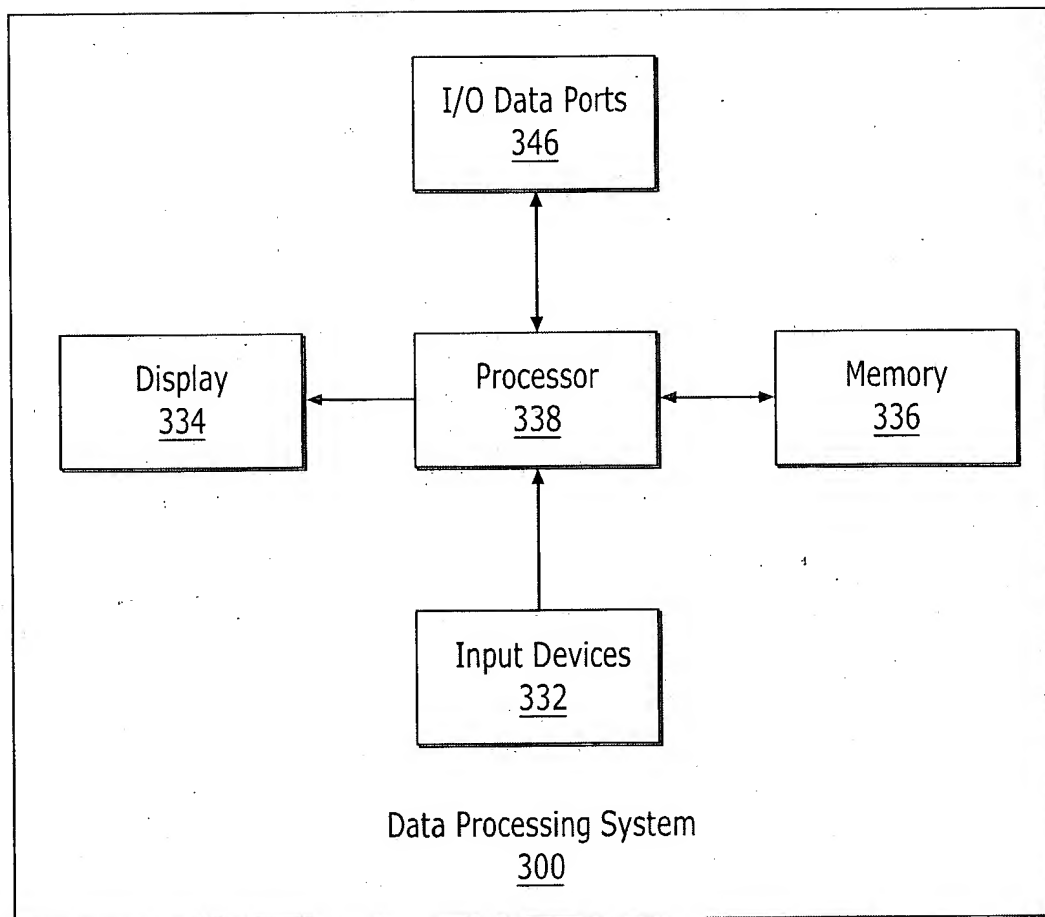 I/O Data Ports
346
Display
334
Processor
338
Memory
336
Input Devices
332
Data Processing System
300